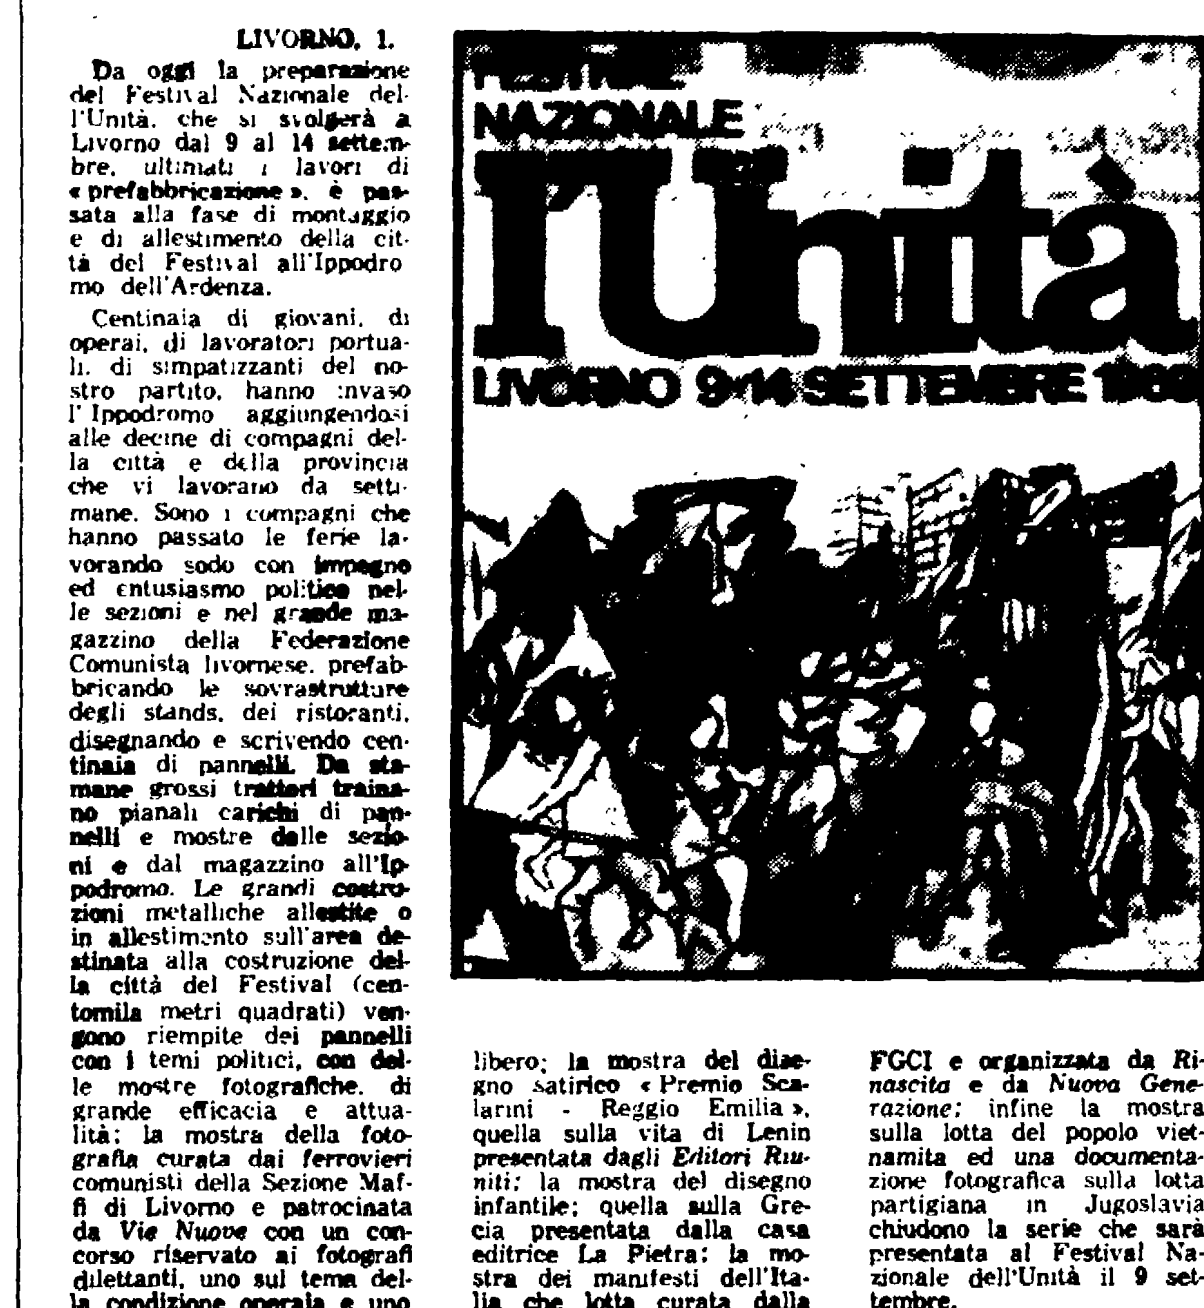 LIVORNO, 1.
Da oggi la preparazione
del Festival Nazionale del-
l'Unità, che si svolgerà a
Livorno dal 9 al 14 settem-
bre, ultimati i lavori di
« prefabbricazione », è pas-
sata alla fase di montaggio
e di allestimento della cit-
tà del Festival all'Ippodro
mo dell'Ardenza.
Centinaia di giovani, di
operai, di lavoratori portua-
li, di simpatizzanti del no-
stro partito, hanno invaso
l'Ippodromo aggiungendosi
alle decine di compagni del-
la città e della provincia
che vi lavorano da setti-
mane. Sono i compagni che
hanno passato le ferie la-
vorando sodo con impegno
ed entusiasmo politico nel-
le sezioni e nel grande ma-
gazzino della Federazione
Comunista livornese, prefab-
bricando le sovrastrutture
degli stands, dei ristoranti,
disegnando e scrivendo cen-
tinaia di pannelli. Da sta-
mane grossi trattori traina-
no pianali carichi di pan-
nelli e mostre dalle sezio-
ni e dal magazzino all'Ip-
podromo. Le grandi costru-
zioni metalliche allestite o
in allestimento sull'area de-
stinata alla costruzione del-
la città del Festival (cen-
tomila metri quadrati) ven-
gono riempite dei pannelli
con i temi politici, con del-
le mostre fotografiche, di
grande efficacia e attua-
lità: la mostra della foto-
grafia curata dai ferrovieri
comunisti della Sezione Maf-
fi di Livorno e patrocinata
da Vie Nuove con un con-
corso riservato ai fotografi
dilettanti, uno sul tema del-
la condizione operaia e uno
FESTIVAL
NAZIONALE
l'Unità
LIVORNO 9-14 SETTEMBRE 1969
libero; la mostra del dise-
gno satirico « Premio Sca-
larini - Reggio Emilia »,
quella sulla vita di Lenin
presentata dagli Editori Riu-
niti; la mostra del disegno
infantile; quella sulla Gre-
cia presentata dalla casa
editrice La Pietra; la mo-
stra dei manifesti dell'Ita-
lia che lotta curata dalla
FGCI e organizzata da Ri-
nascita e da Nuova Gene-
razione; infine la mostra
sulla lotta del popolo viet-
namita ed una documenta-
zione fotografica sulla lotta
partigiana in Jugoslavia
chiudono la serie che sarà
presentata al Festival Na-
zionale dell'Unità il 9 set-
tembre.